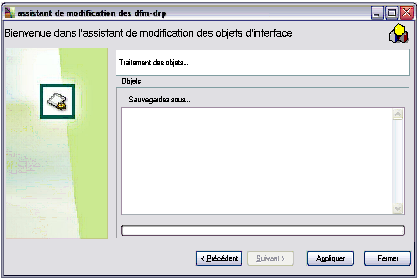 assistant de modification des dfm-drp
Bienvenue dans l'assistant de modification des objets d'interface
Traitement des objets...
Objets
Sauvegardez sous...
< Précédent
Suivant >
Appliquer
Fermer